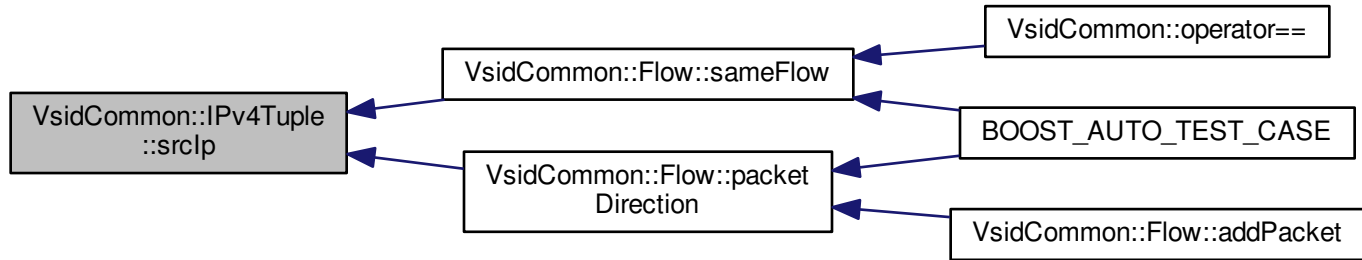 VsidCommon::IPv4Tuple
::srcIp
VsidCommon::Flow::sameFlow
VsidCommon::Flow::packet
Direction
VsidCommon::operator==
BOOST_AUTO_TEST_CASE
VsidCommon::Flow::addPacket